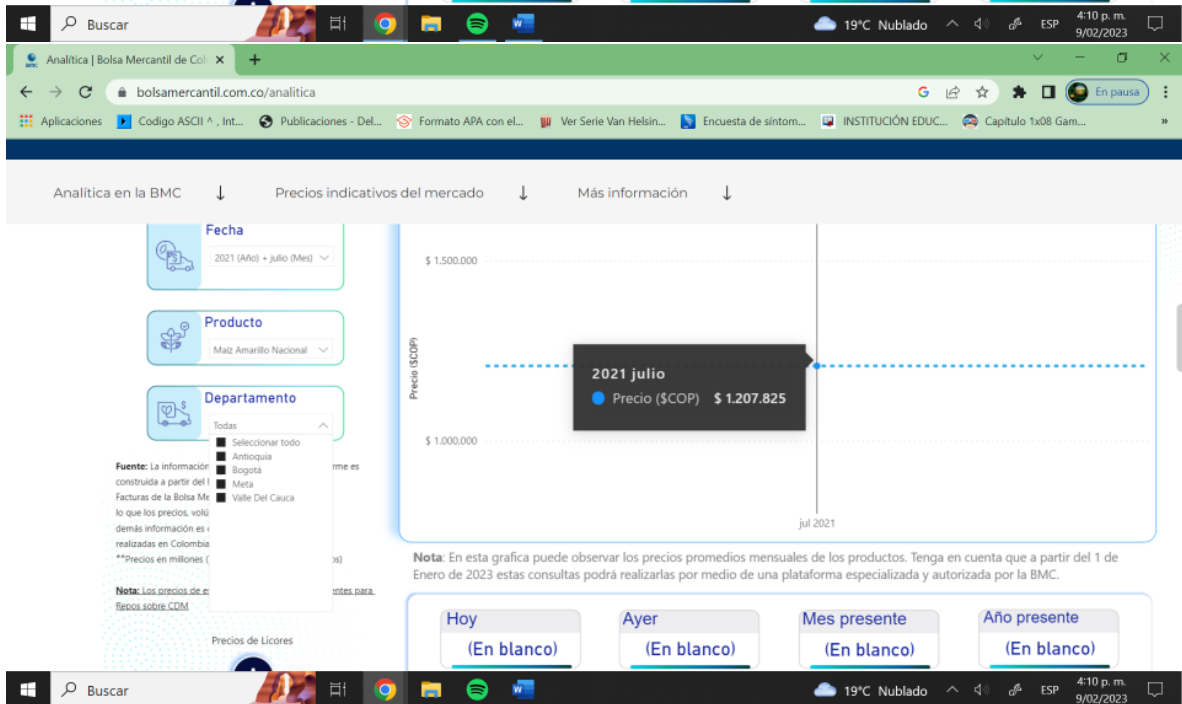 Buscar
19°C Nublado
ESP
4:10 p. m.
9/02/2023
Analítica | Bolsa Mercantil de Col
bolsamercantil.com.co/analitica
En pausa
Aplicaciones
Codigo ASCII ^ , Int...
Publicaciones - Del...
Formato APA con el...
Ver Serie Van Helsin...
Encuesta de síntom...
INSTITUCIÓN EDUC...
Capítulo 1x08 Gam...
»
Analítica en la BMC ↓
Precios indicativos del mercado ↓
Más información ↓
Fecha
2021 (Año) + julio (Mes)
Producto
Maíz Amarillo Nacional
Departamento
Todas
Seleccionar todo
Antioquia
Bogotá
Meta
Valle Del Cauca
Fuente: La información rme es
construida a partir del
Facturas de la Bolsa Me
lo que los precios, volú
demás información es
realizadas en Colombia
**Precios en millones ( os)
Nota: Los precios de es entes para
Repos sobre CDM
Precios de Licores
Precio ($COP)
$ 1.500.000
$ 1.000.000
2021 julio
Precio ($COP) $ 1.207.825
jul 2021
Nota: En esta grafica puede observar los precios promedios mensuales de los productos. Tenga en cuenta que a partir del 1 de
Enero de 2023 estas consultas podrá realizarlas por medio de una plataforma especializada y autorizada por la BMC.
Hoy
(En blanco)
Ayer
(En blanco)
Mes presente
(En blanco)
Año presente
(En blanco)
Buscar
19°C Nublado
ESP
4:10 p. m.
9/02/2023